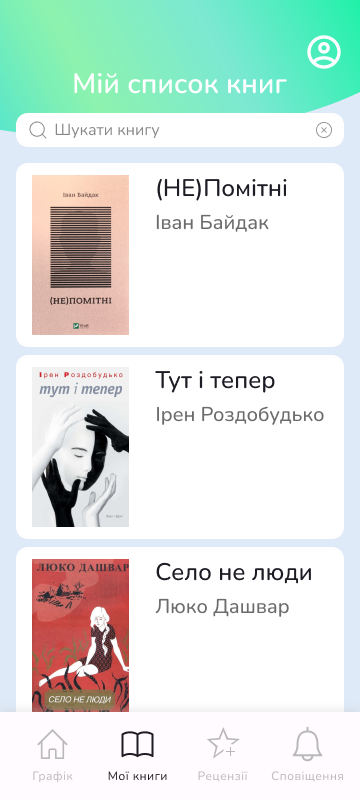 Мій список книг
Шукати книгу
Іван Байдак
(НЕ)ПОМІТНІ
(НЕ)Помітні
Іван Байдак
Ірен Роздобудько
тут і тепер
Тут і тепер
Ірен Роздобудько
ЛЮКО ДАШВАР
СЕЛО НЕ ЛЮДИ
Село не люди
Люко Дашвар
Графік
Мої книги
Рецензії
Сповіщення